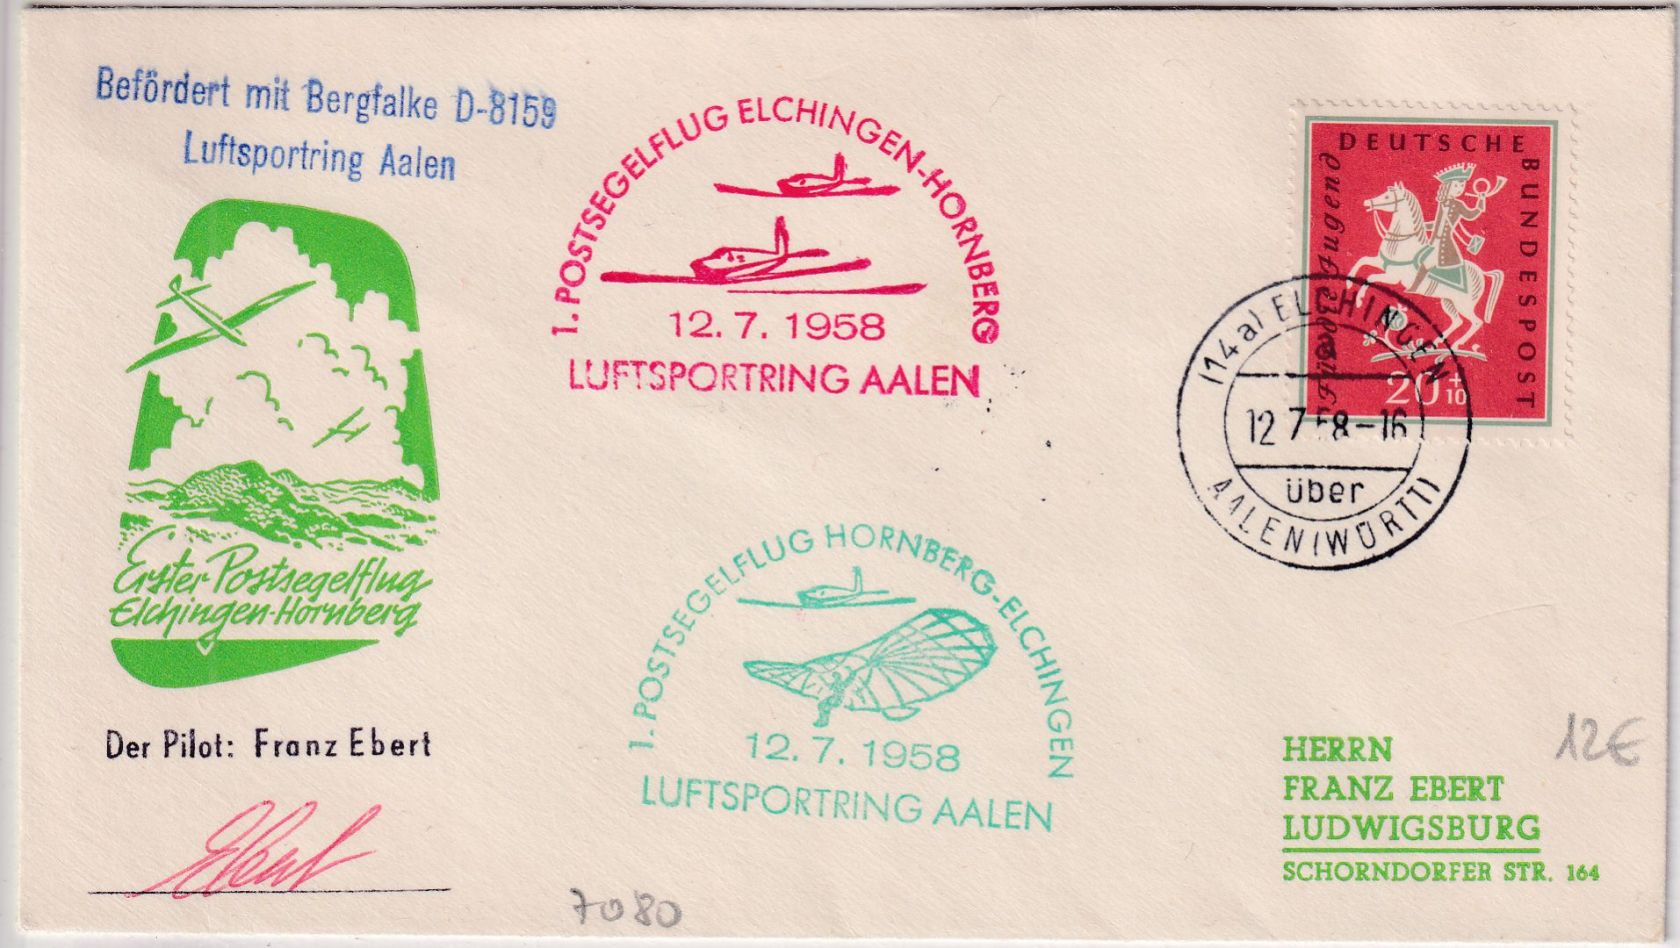 Befördert mit Bergfalke D-8159
Luftsportring Aalen
1. POSTSEGELFLUG ELCHINGEN-HORNBERG
12. 7. 1958
LUFTSPORTRING AALEN
DEUTSCHE
BUNDESPOST
Für die Jugend
20 + 10
(14a) ELCHINGEN
12 7 58-16
über
AALEN (WÜRTT)
Erster Postsegelflug
Elchingen-Hornberg
1. POSTSEGELFLUG HORNBERG-ELCHINGEN
12. 7. 1958
LUFTSPORTRING AALEN
Der Pilot: Franz Ebert
Ebert
HERRN
FRANZ EBERT
LUDWIGSBURG
SCHORNDORFER STR. 164
12€
7080